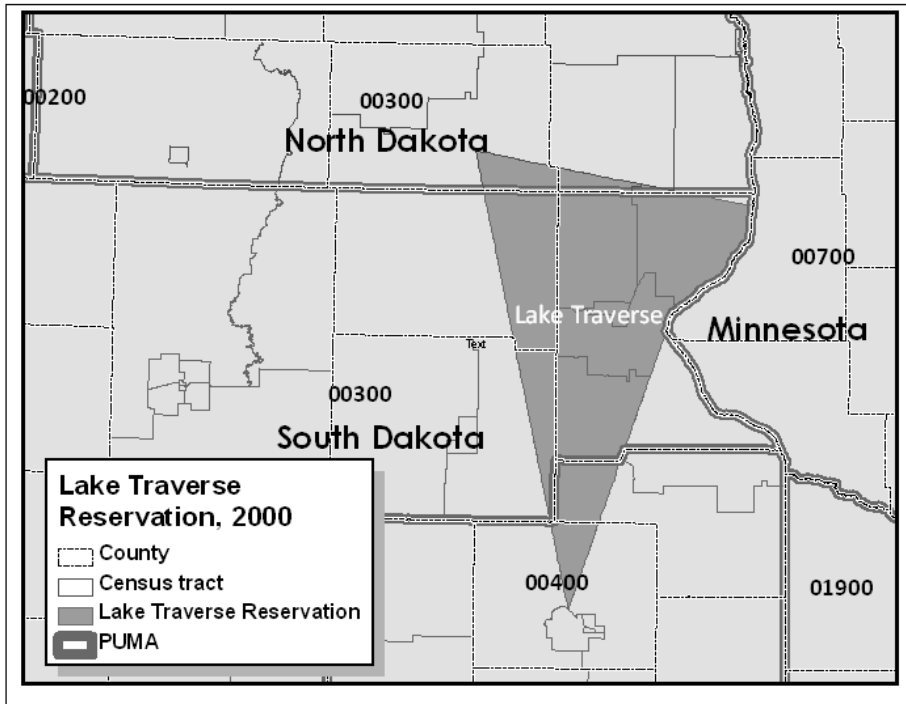 00200
00300
North Dakota
00700
Lake Traverse
Minnesota
Text
00300
South Dakota
Lake Traverse
Reservation, 2000
County
Census tract
Lake Traverse Reservation
PUMA
00400
01900